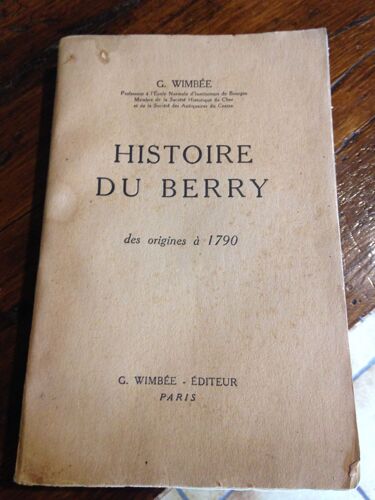 G. WIMBÉE
Professeur à l'École Normale d'Instituteurs de Bourges
Membre de la Société Historique du Cher
et de la Société des Antiquaires du Centre
HISTOIRE
DU BERRY
des origines à 1790
G. WIMBÉE - ÉDITEUR
PARIS